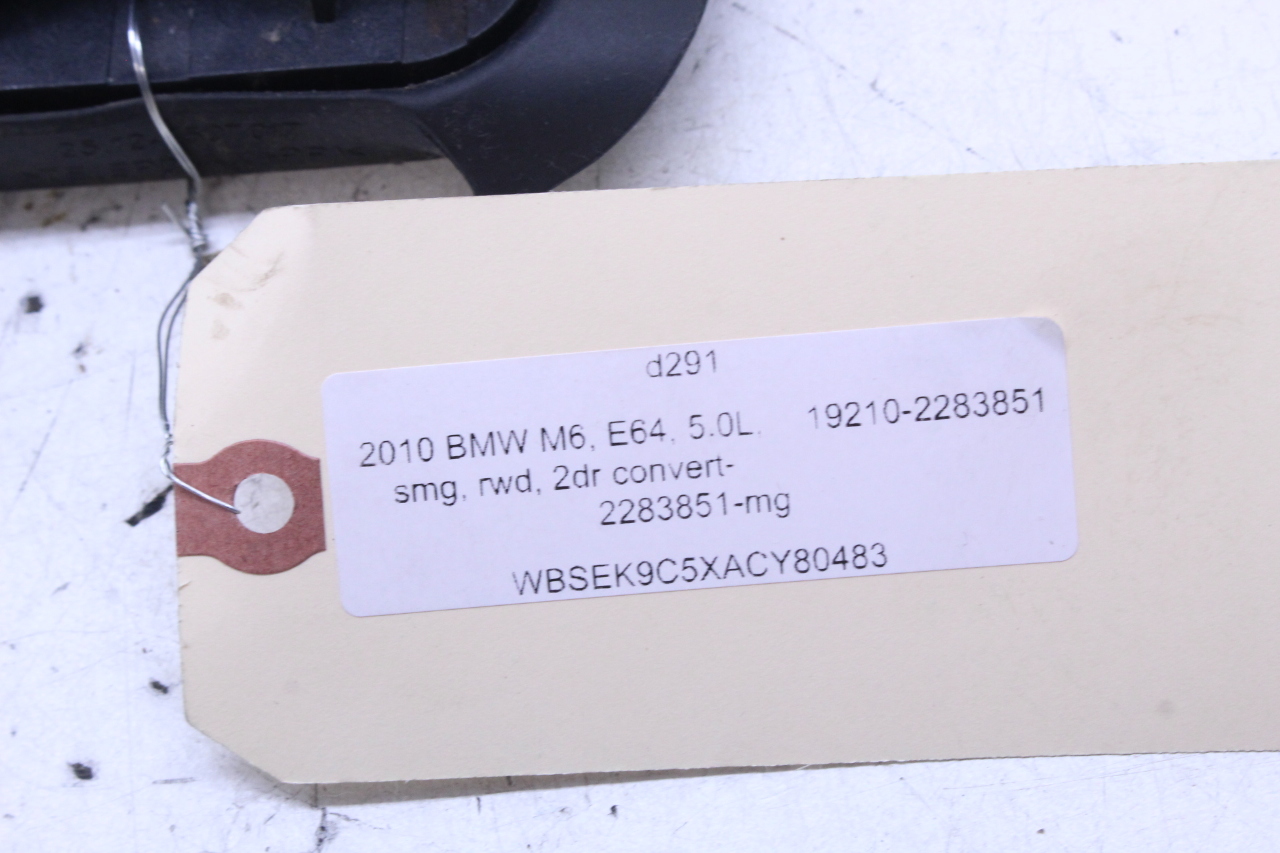 d291
2010 BMW M6, E64, 5.0L, 19210-2283851
smg, rwd, 2dr convert-
2283851-mg
WBSEK9C5XACY80483